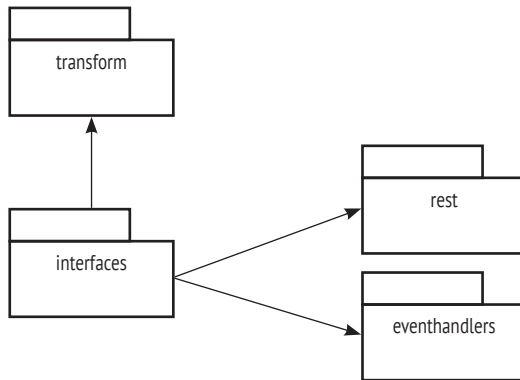 transform
rest
interfaces
eventhandlers